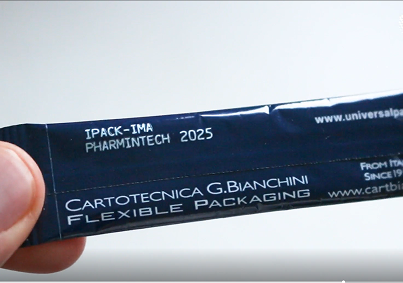 IPACK-IMA
PHARMINTECH 2025
www.universalpa
CARTOTECNICA G.BIANCHINI
FLEXIBLE PACKAGING
FROM ITA
SINCE 19
www.cartbi